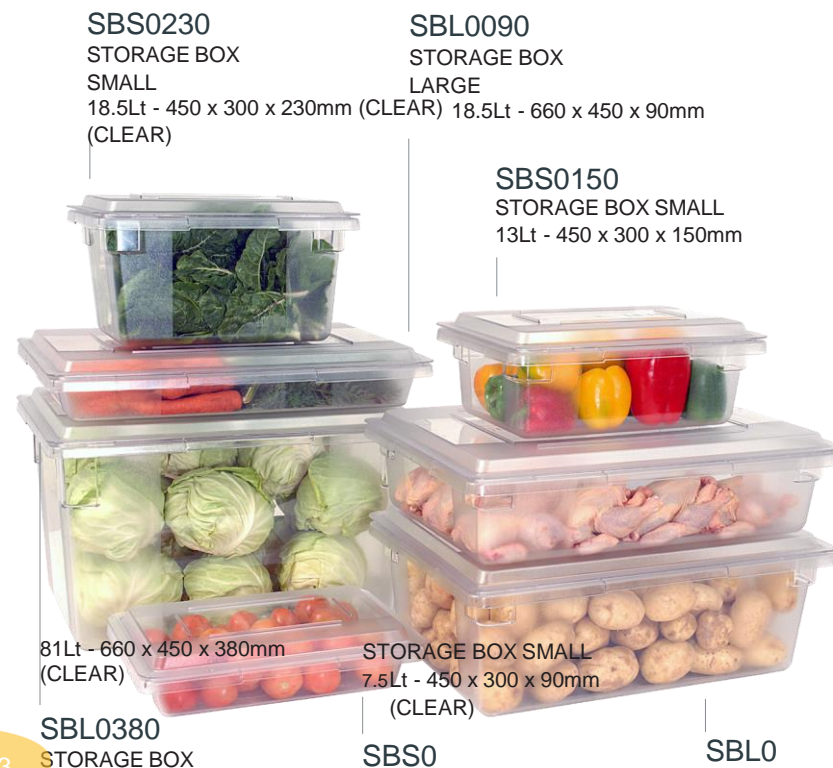 SBS0230
STORAGE BOX
SMALL
18.5Lt - 450 x 300 x 230mm (CLEAR)
(CLEAR)
SBL0090
STORAGE BOX
LARGE
18.5Lt - 660 x 450 x 90mm
SBS0150
STORAGE BOX SMALL
13Lt - 450 x 300 x 150mm
81Lt - 660 x 450 x 380mm
(CLEAR)
STORAGE BOX SMALL
7.5Lt - 450 x 300 x 90mm
(CLEAR)
SBL0380
STORAGE BOX
SBS0
SBL0
3